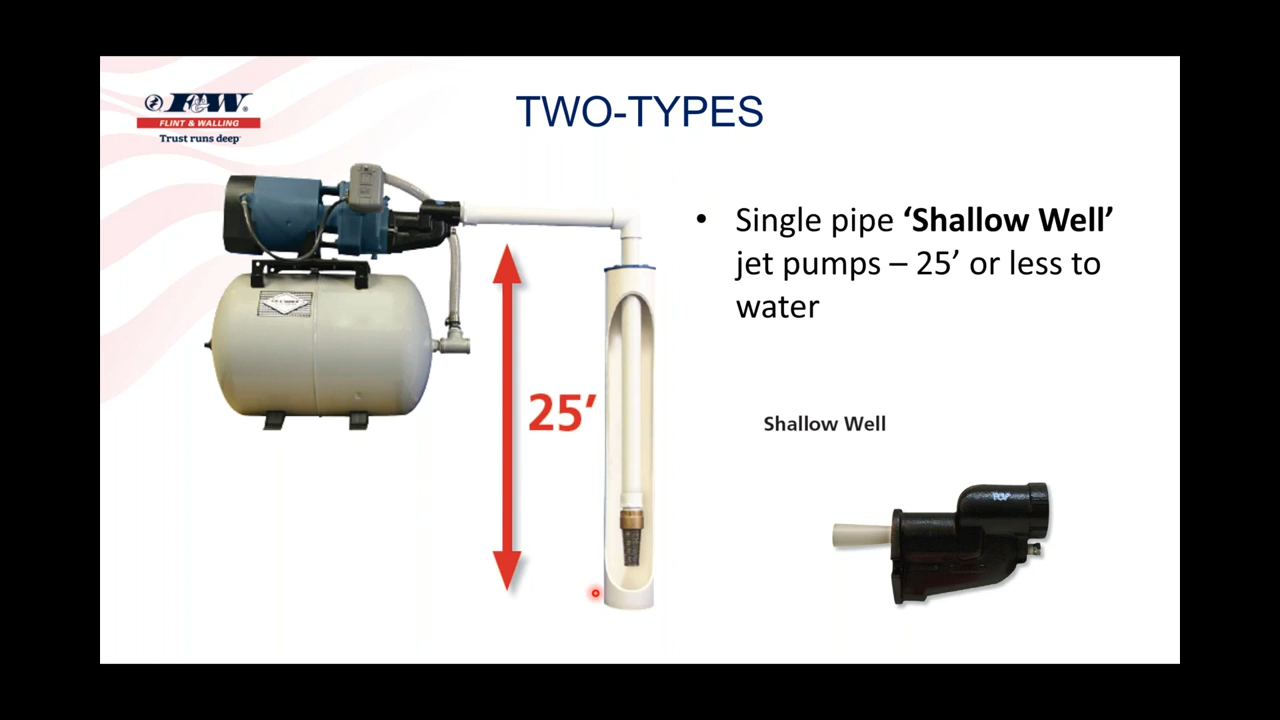 F&W.
FLINT & WALLING
Trust runs deep
TWO-TYPES
• Single pipe ‘Shallow Well’
jet pumps – 25’ or less to
water
25’
Shallow Well